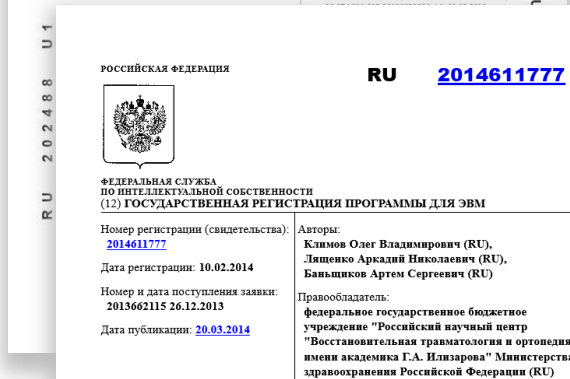 RU 202488 U1
РОССИЙСКАЯ ФЕДЕРАЦИЯ
RU 2014611777
ФЕДЕРАЛЬНАЯ СЛУЖБА
ПО ИНТЕЛЛЕКТУАЛЬНОЙ СОБСТВЕННОСТИ
(12) ГОСУДАРСТВЕННАЯ РЕГИСТРАЦИЯ ПРОГРАММЫ ДЛЯ ЭВМ
Номер регистрации (свидетельства):
2014611777
Дата регистрации: 10.02.2014
Номер и дата поступления заявки:
2013662115 26.12.2013
Дата публикации: 20.03.2014
Авторы:
Климов Олег Владимирович (RU),
Лященко Аркадий Николаевич (RU),
Баньщиков Артем Сергеевич (RU)
Правообладатель:
федеральное государственное бюджетное
учреждение "Российский научный центр
"Восстановительная травматология и ортопедия
имени академика Г.А. Илизарова" Министерства
здравоохранения Российской Федерации (RU)